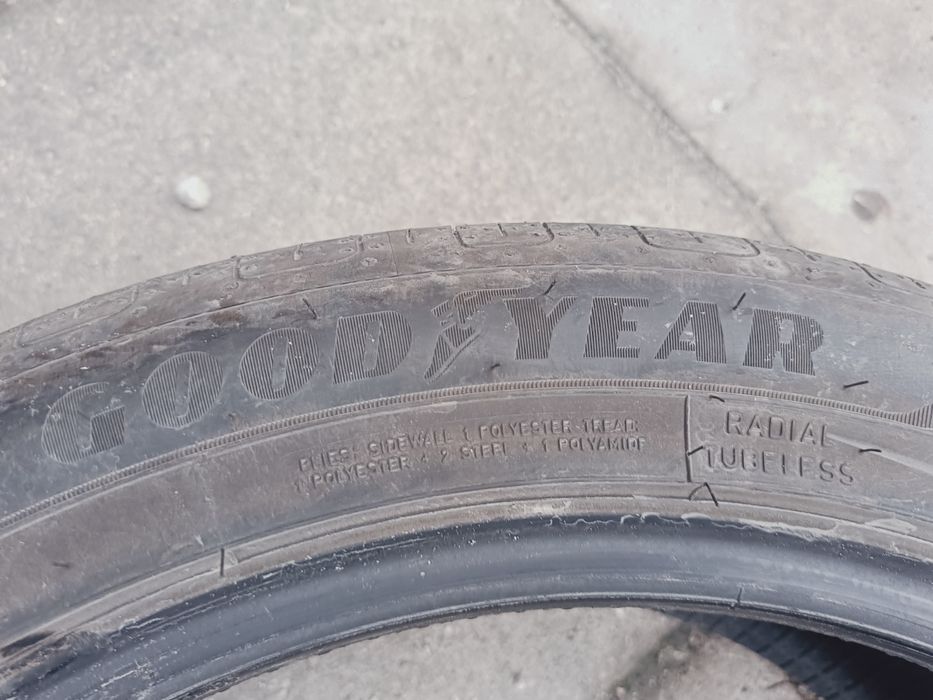 GOODYEAR
PLIES: SIDEWALL 1 POLYESTER TREAD:
1 POLYESTER + 2 STEEL + 1 POLYAMIDE
RADIAL
TUBELESS